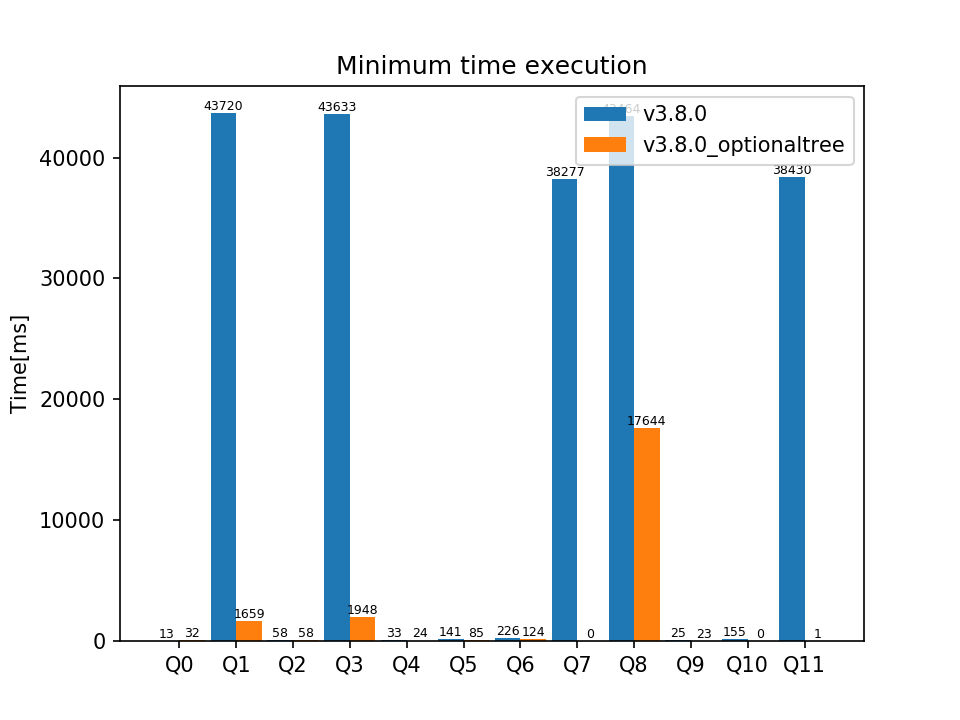 Minimum time execution
v3.8.0
v3.8.0_optionaltree
Time[ms]
40000
30000
20000
10000
0
13
32
43720
1659
58
58
43633
1948
33
24
141
85
226
124
38277
0
43464
17644
25
23
155
0
38430
1
Q0
Q1
Q2
Q3
Q4
Q5
Q6
Q7
Q8
Q9
Q10
Q11